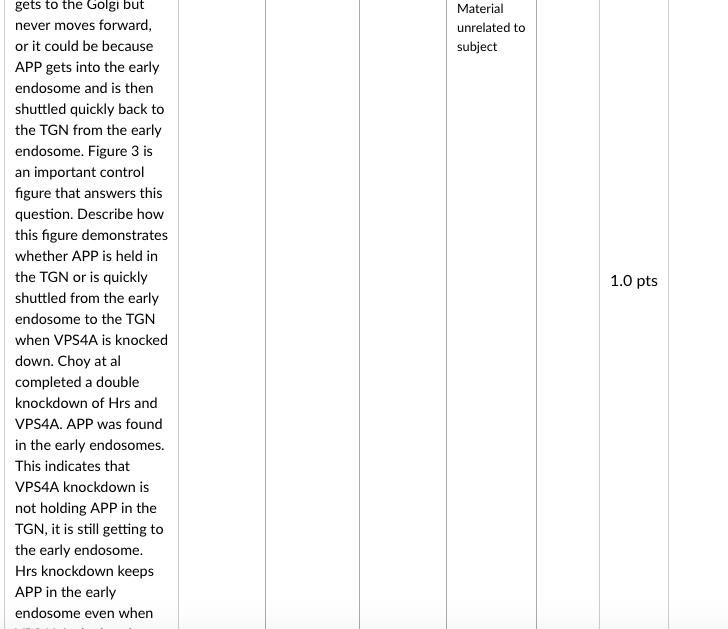 gets to the Golgi but
never moves forward,
or it could be because
APP gets into the early
endosome and is then
shuttled quickly back to
the TGN from the early
endosome. Figure 3 is
an important control
figure that answers this
question. Describe how
this figure demonstrates
whether APP is held in
the TGN or is quickly
shuttled from the early
endosome to the TGN
when VPS4A is knocked
down. Choy at al
completed a double
knockdown of Hrs and
VPS4A. APP was found
in the early endosomes.
This indicates that
VPS4A knockdown is
not holding APP in the
TGN, it is still getting to
the early endosome.
Hrs knockdown keeps
APP in the early
endosome even when
Material
unrelated to
subject
1.0 pts